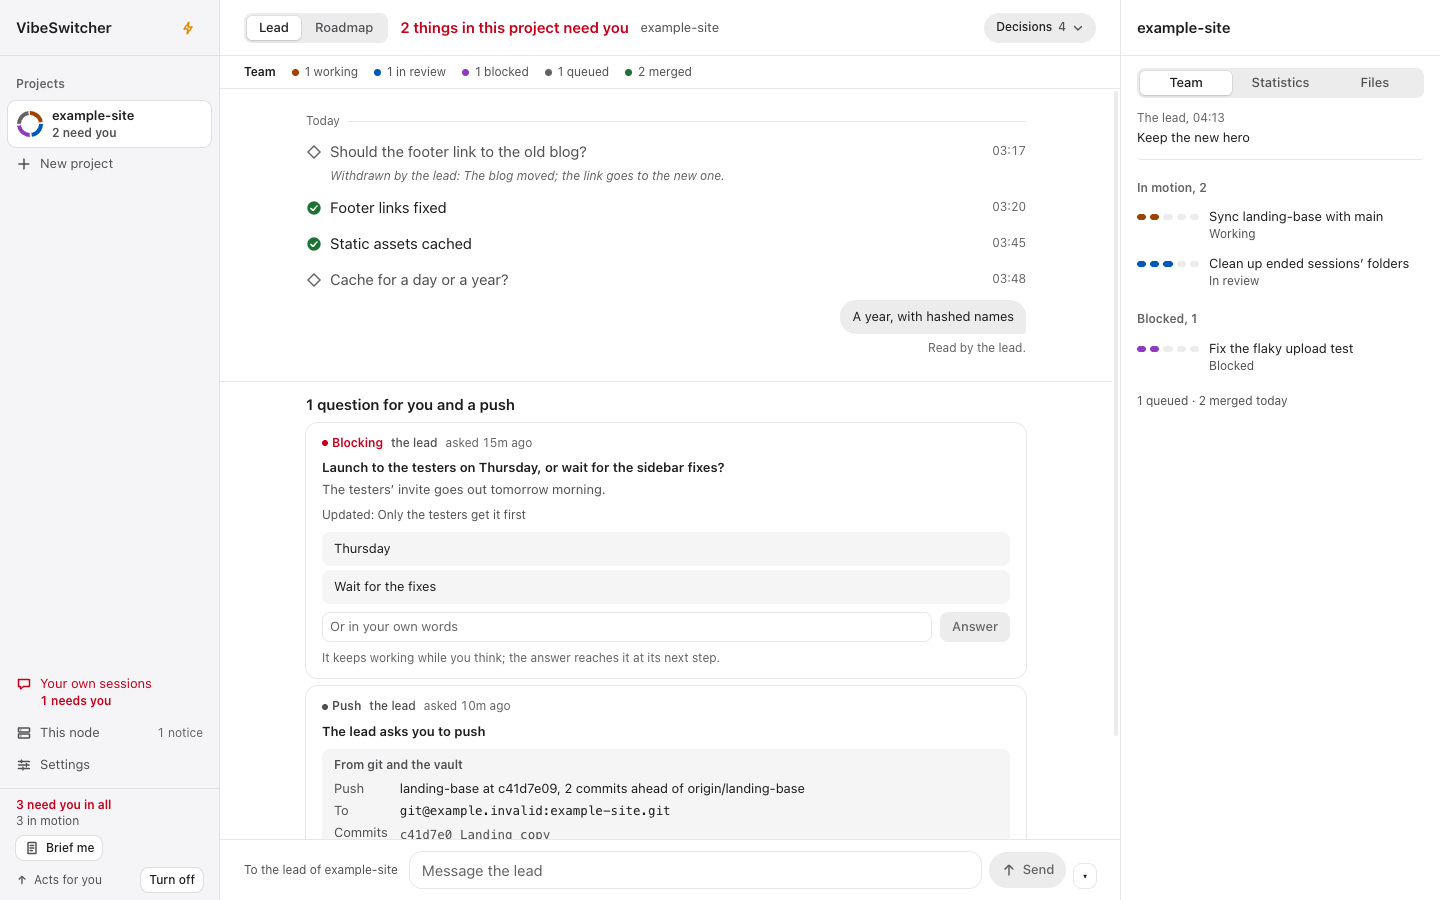 VibeSwitcher
Projects
example-site
2 need you
New project
Your own sessions
1 needs you
This node
1 notice
Settings
3 need you in all
3 in motion
Brief me
Acts for you
Turn off
Lead
Roadmap
2 things in this project need you
example-site
Decisions 4
Team
1 working
1 in review
1 blocked
1 queued
2 merged
Today
Should the footer link to the old blog?
03:17
Withdrawn by the lead: The blog moved; the link goes to the new one.
Footer links fixed
03:20
Static assets cached
03:45
Cache for a day or a year?
03:48
A year, with hashed names
Read by the lead.
1 question for you and a push
Blocking the lead asked 15m ago
Launch to the testers on Thursday, or wait for the sidebar fixes?
The testers’ invite goes out tomorrow morning.
Updated: Only the testers get it first
Thursday
Wait for the fixes
Or in your own words
Answer
It keeps working while you think; the answer reaches it at its next step.
Push the lead asked 10m ago
The lead asks you to push
From git and the vault
Push landing-base at c41d7e09, 2 commits ahead of origin/landing-base
To git@example.invalid:example-site.git
Commits c41d7e0 Landing copy
To the lead of example-site
Message the lead
Send
example-site
Team
Statistics
Files
The lead, 04:13
Keep the new hero
In motion, 2
Sync landing-base with main
Working
Clean up ended sessions’ folders
In review
Blocked, 1
Fix the flaky upload test
Blocked
1 queued · 2 merged today